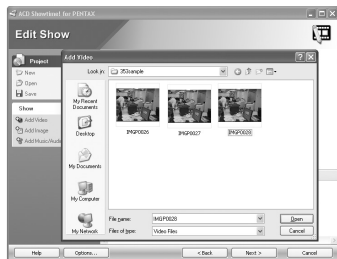 ACD Showtime! for PENTAX
Edit Show
Project
New
Open
Save
Show
Add Video
Add Image
Add Music/Audio
Add Video
Look in:
353sample
My Recent
Documents
Desktop
My Documents
My Computer
My Network
IMGP0026
IMGP0027
IMGP0028
File name:
IMGP0028
Open
Files of type:
Video Files
Cancel
Help
Options...
< Back
Next >
Cancel